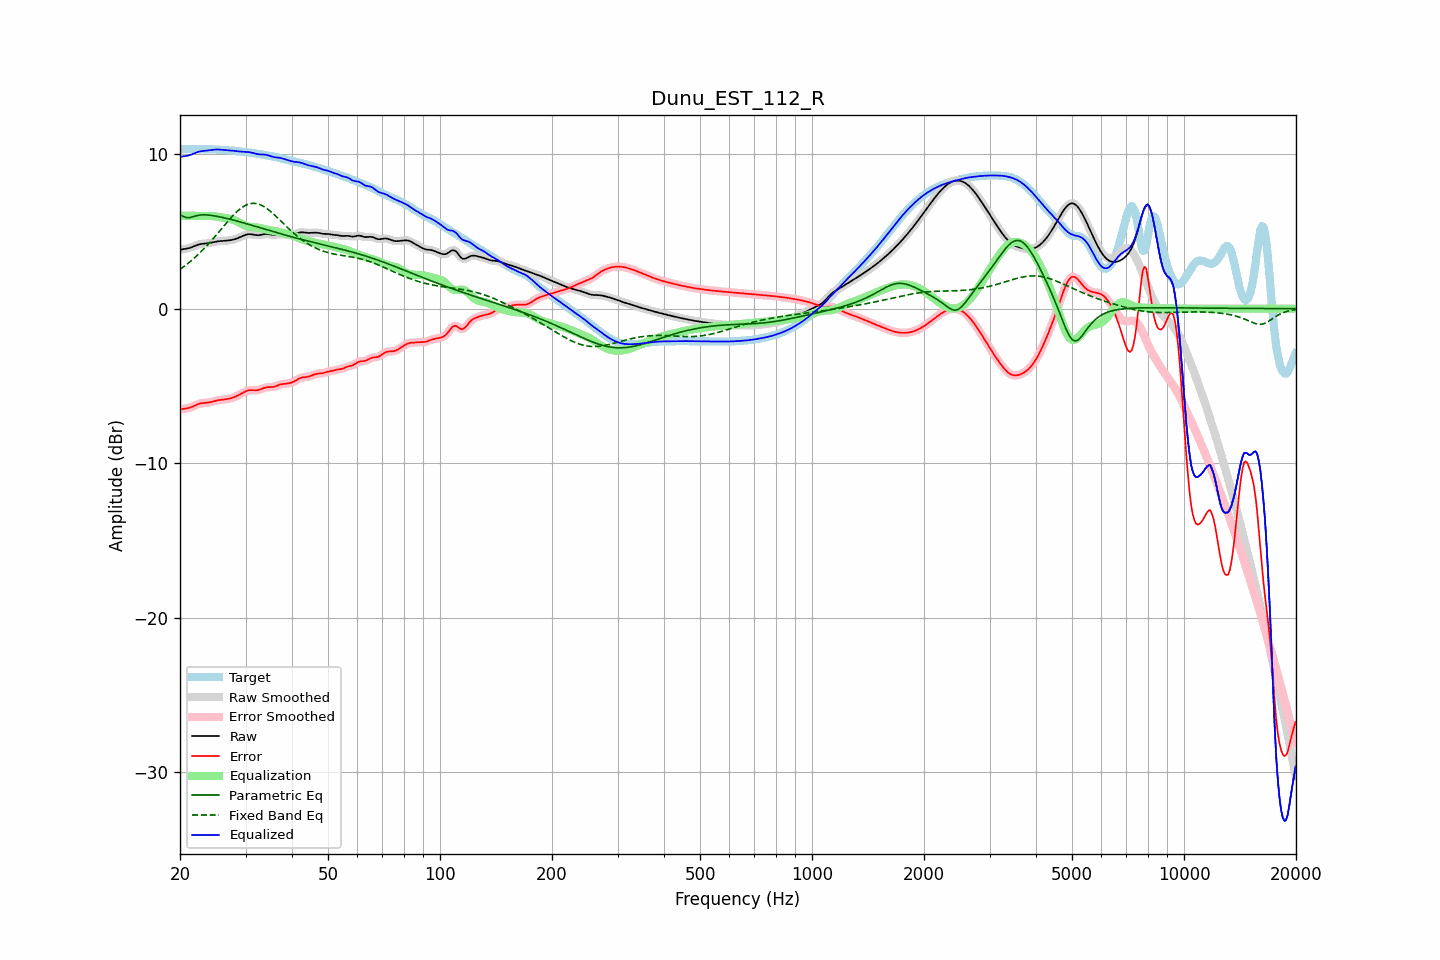 Dunu_EST_112_R
10
0
−10
−20
−30
Amplitude (dBr)
Target
Raw Smoothed
Error Smoothed
Raw
Error
Equalization
Parametric Eq
Fixed Band Eq
Equalized
20 50 100 200 500 1000 2000 5000 10000 20000
Frequency (Hz)